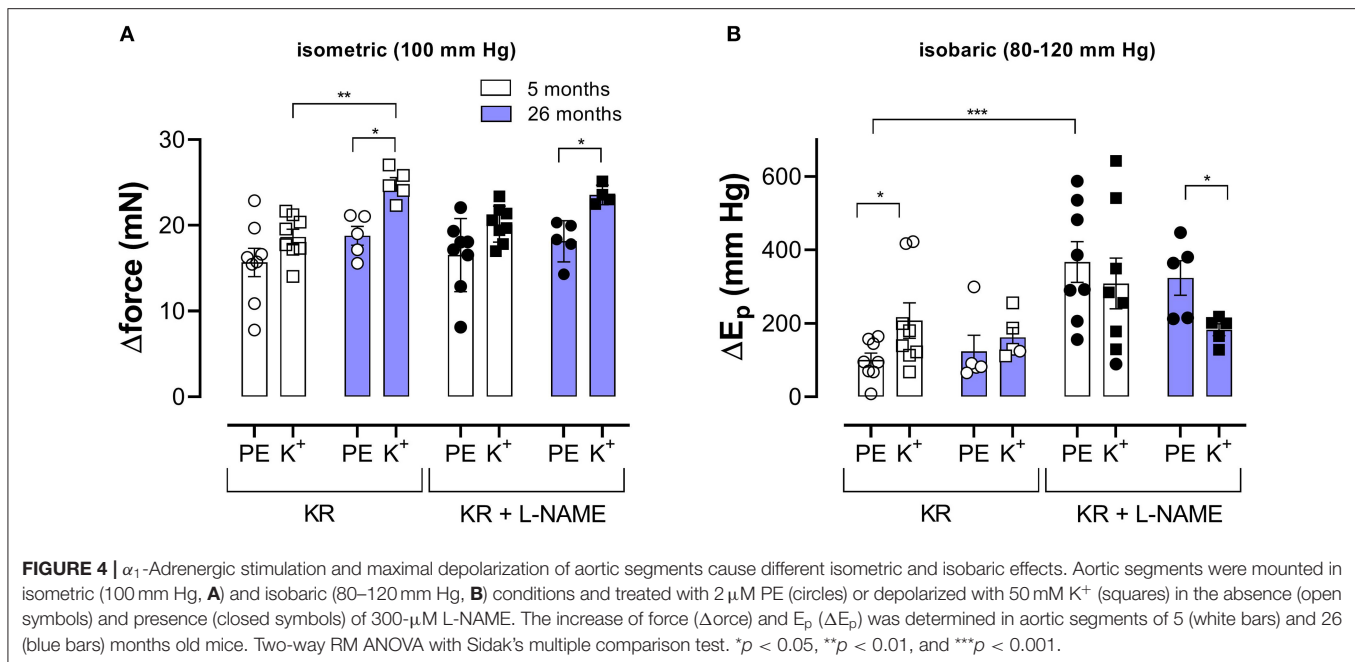 A
isometric (100 mm Hg)
5 months
26 months
**
*
*
30
20
10
0
Δforce (mN)
PE K⁺ PE K⁺ PE K⁺ PE K⁺
KR KR + L-NAME
B
isobaric (80-120 mm Hg)
***
*
*
600
400
200
0
ΔEₚ (mm Hg)
PE K⁺ PE K⁺ PE K⁺ PE K⁺
KR KR + L-NAME
FIGURE 4 | α₁-Adrenergic stimulation and maximal depolarization of aortic segments cause different isometric and isobaric effects. Aortic segments were mounted in
isometric (100 mm Hg, A) and isobaric (80–120 mm Hg, B) conditions and treated with 2 μM PE (circles) or depolarized with 50 mM K⁺ (squares) in the absence (open
symbols) and presence (closed symbols) of 300-μM L-NAME. The increase of force (Δorce) and Eₚ (ΔEₚ) was determined in aortic segments of 5 (white bars) and 26
(blue bars) months old mice. Two-way RM ANOVA with Sidak's multiple comparison test. *p < 0.05, **p < 0.01, and ***p < 0.001.